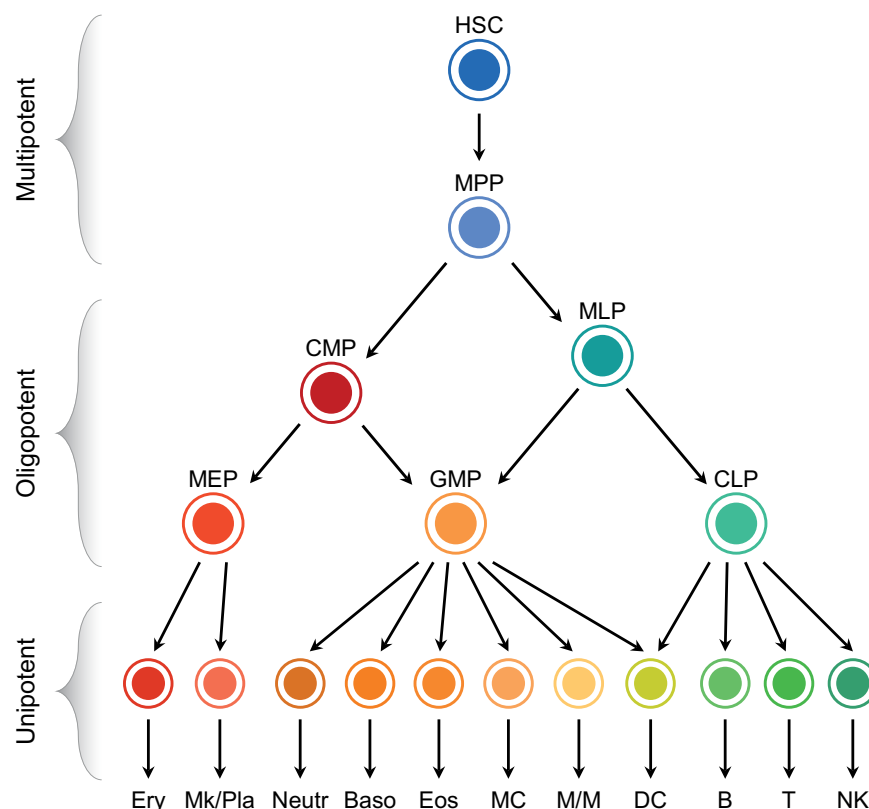 HSC
Multipotent
MPP
MLP
CMP
Oligopotent
MEP
GMP
CLP
Unipotent
Ery Mk/Pla Neutr Baso Eos MC M/M DC B T NK